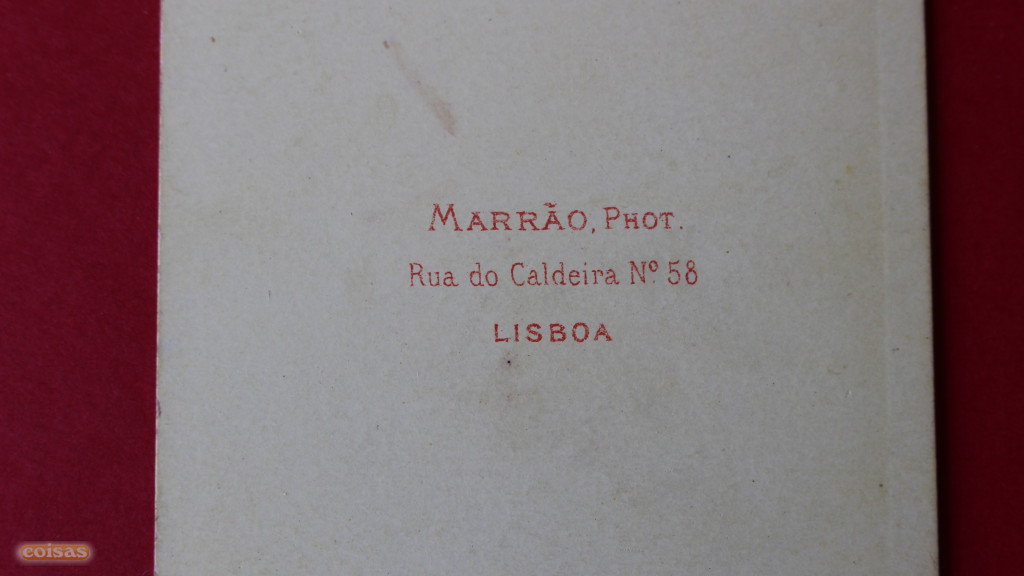 MARRÃO, PHOT.
Rua do Caldeira Nº 58
LISBOA
coisas